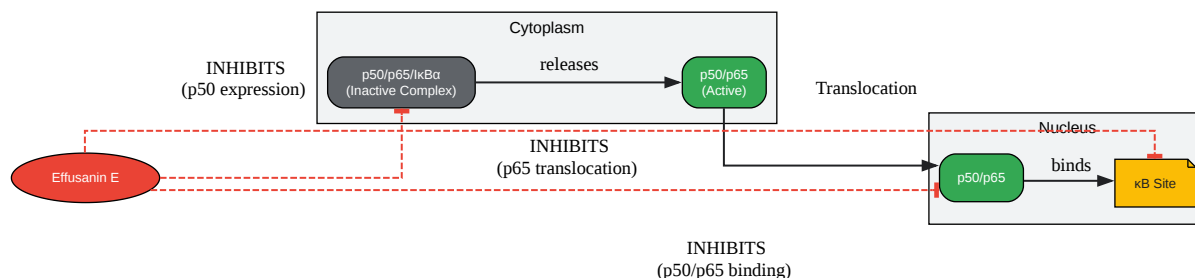 Cytoplasm
INHIBITS
(p50 expression)
p50/p65/IκBα
(Inactive Complex)
releases
p50/p65
(Active)
Translocation
Nucleus
INHIBITS
(p65 translocation)
Effusanin E
p50/p65
binds
κB Site
INHIBITS
(p50/p65 binding)